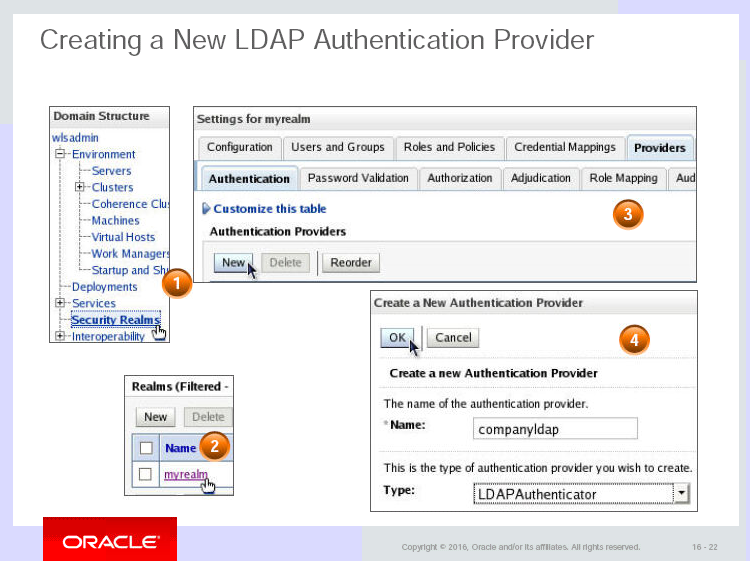 Creating a New LDAP Authentication Provider
Domain Structure
wlsadmin
Environment
Servers
Clusters
Coherence Clus
Machines
Virtual Hosts
Work Managers
Startup and Shu
Deployments
Services
Security Realms
Interoperability
1
Settings for myrealm
Configuration Users and Groups Roles and Policies Credential Mappings Providers
Authentication Password Validation Authorization Adjudication Role Mapping Aud
Customize this table
3
Authentication Providers
New Delete Reorder
Realms (Filtered -
New Delete
Name
2
myrealm
Create a New Authentication Provider
OK Cancel
4
Create a new Authentication Provider
The name of the authentication provider.
* Name: companyldap
This is the type of authentication provider you wish to create.
Type: LDAPAuthenticator
ORACLE®
Copyright © 2016, Oracle and/or its affiliates. All rights reserved.
16 - 22